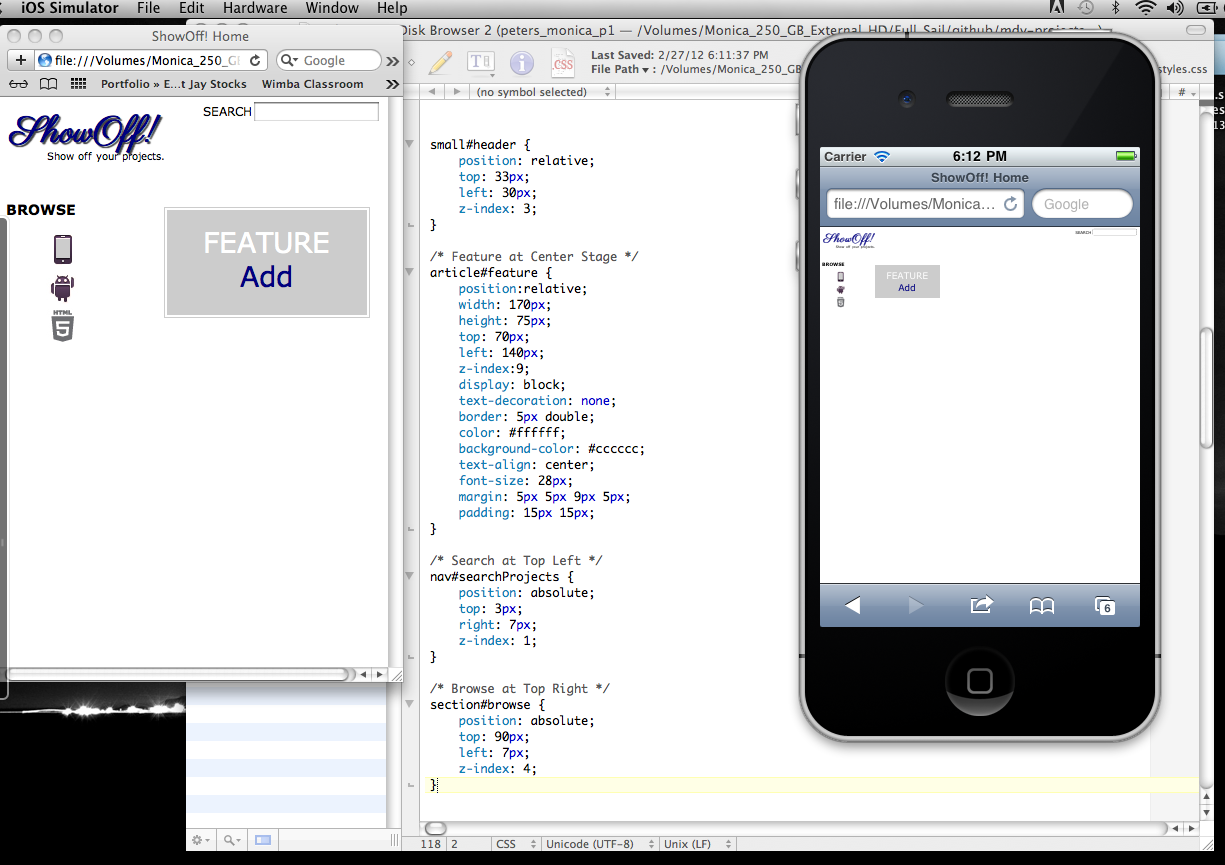 iOS Simulator File Edit Hardware Window Help
ShowOff! Home
file:///Volumes/Monica_250_G
Google
Portfolio » E...t Jay Stocks Wimba Classroom
SEARCH
ShowOff!
Show off your projects.
BROWSE
FEATURE
Add
HTML
5
Disk Browser 2 (peters_monica_p1 — /Volumes/Monica_250_GB_External_HD/Full_Sail/github/mdv-projects...)
T
i
CSS
Last Saved: 2/27/12 6:11:37 PM
File Path ▾ : /Volumes/Monica_250_GB
styles.css
(no symbol selected)
#
small#header {
position: relative;
top: 33px;
left: 30px;
z-index: 3;
}
/* Feature at Center Stage */
article#feature {
position:relative;
width: 170px;
height: 75px;
top: 70px;
left: 140px;
z-index:9;
display: block;
text-decoration: none;
border: 5px double;
color: #ffffff;
background-color: #cccccc;
text-align: center;
font-size: 28px;
margin: 5px 5px 9px 5px;
padding: 15px 15px;
}
/* Search at Top Left */
nav#searchProjects {
position: absolute;
top: 3px;
right: 7px;
z-index: 1;
}
/* Browse at Top Right */
section#browse {
position: absolute;
top: 90px;
left: 7px;
z-index: 4;
}
118 2 CSS Unicode (UTF-8) Unix (LF)
Carrier 6:12 PM
ShowOff! Home
file:///Volumes/Monica... Google
SEARCH
ShowOff!
Show off your projects.
BROWSE
FEATURE
Add
6